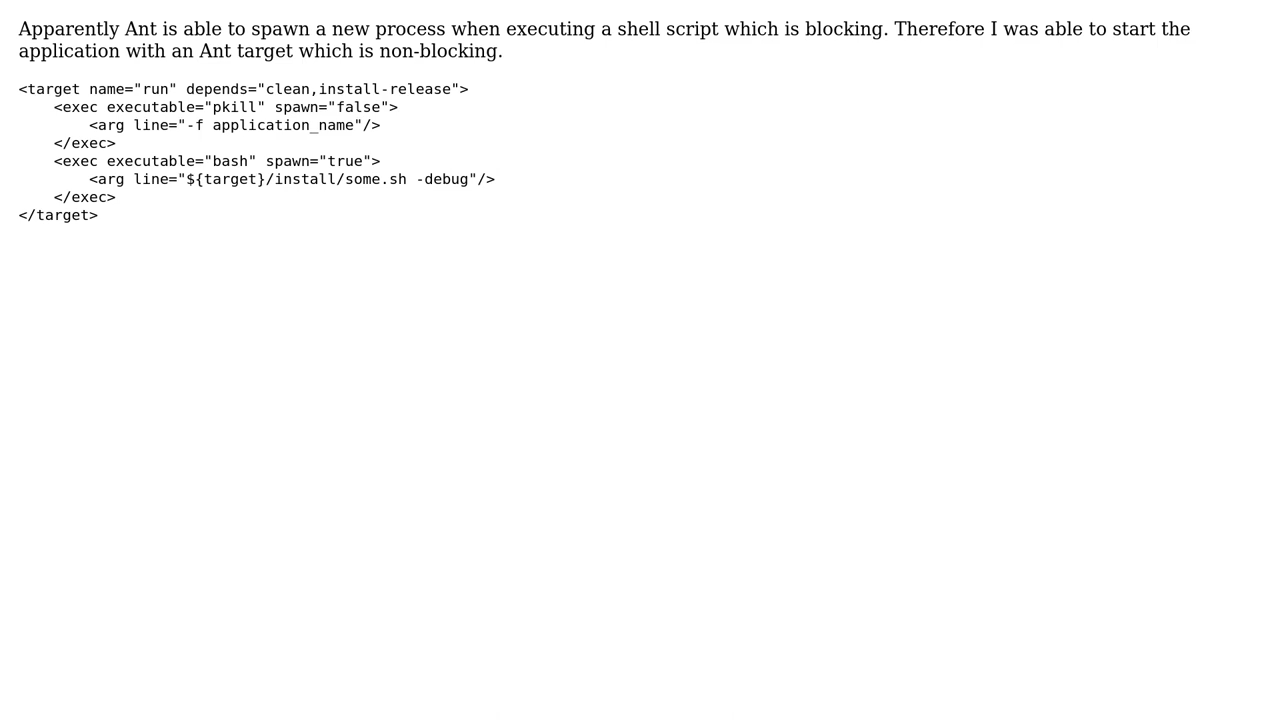 Apparently Ant is able to spawn a new process when executing a shell script which is blocking. Therefore I was able to start the
application with an Ant target which is non-blocking.
<target name="run" depends="clean,install-release">
    <exec executable="pkill" spawn="false">
        <arg line="-f application_name"/>
    </exec>
    <exec executable="bash" spawn="true">
        <arg line="${target}/install/some.sh -debug"/>
    </exec>
</target>